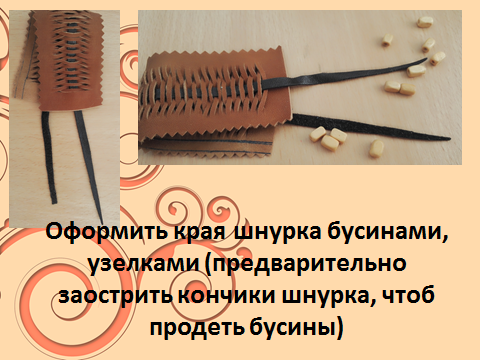 Оформить края шнурка бусинами,
узелками (предварительно
заострить кончики шнурка, чтоб
продеть бусины)